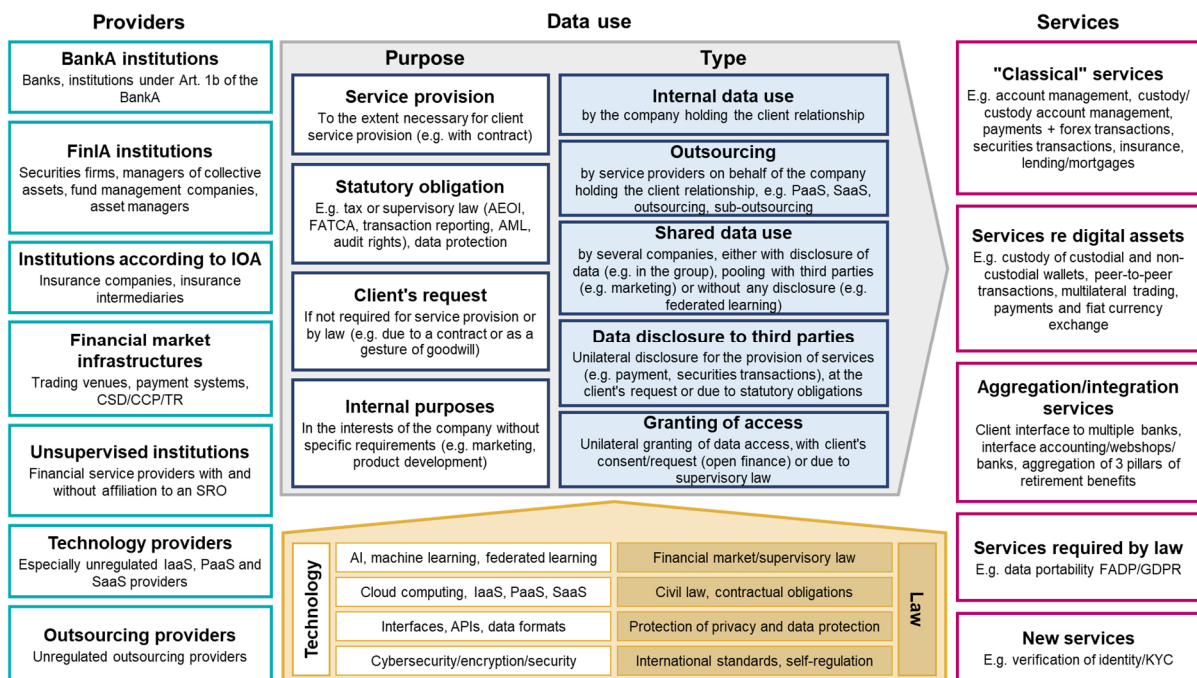 Providers
BankA institutions
Banks, institutions under Art. 1b of the
BankA
FinIA institutions
Securities firms, managers of collective
assets, fund management companies,
asset managers
Institutions according to IOA
Insurance companies, insurance
intermediaries
Financial market
infrastructures
Trading venues, payment systems,
CSD/CCP/TR
Unsupervised institutions
Financial service providers with and
without affiliation to an SRO
Technology providers
Especially unregulated IaaS, PaaS and
SaaS providers
Outsourcing providers
Unregulated outsourcing providers
Data use
Purpose
Service provision
To the extent necessary for client
service provision (e.g. with contract)
Statutory obligation
E.g. tax or supervisory law (AEOI,
FATCA, transaction reporting, AML,
audit rights), data protection
Client's request
If not required for service provision or
by law (e.g. due to a contract or as a
gesture of goodwill)
Internal purposes
In the interests of the company without
specific requirements (e.g. marketing,
product development)
Type
Internal data use
by the company holding the client relationship
Outsourcing
by service providers on behalf of the company
holding the client relationship, e.g. PaaS, SaaS,
outsourcing, sub-outsourcing
Shared data use
by several companies, either with disclosure of
data (e.g. in the group), pooling with third parties
(e.g. marketing) or without any disclosure (e.g.
federated learning)
Data disclosure to third parties
Unilateral disclosure for the provision of services
(e.g. payment, securities transactions), at the
client's request or due to statutory obligations
Granting of access
Unilateral granting of data access, with client's
consent/request (open finance) or due to
supervisory law
Technology
AI, machine learning, federated learning
Cloud computing, IaaS, PaaS, SaaS
Interfaces, APIs, data formats
Cybersecurity/encryption/security
Financial market/supervisory law
Civil law, contractual obligations
Protection of privacy and data protection
International standards, self-regulation
Law
Services
"Classical" services
E.g. account management, custody/
custody account management,
payments + forex transactions,
securities transactions, insurance,
lending/mortgages
Services re digital assets
E.g. custody of custodial and non-
custodial wallets, peer-to-peer
transactions, multilateral trading,
payments and fiat currency
exchange
Aggregation/integration
services
Client interface to multiple banks,
interface accounting/webshops/
banks, aggregation of 3 pillars of
retirement benefits
Services required by law
E.g. data portability FADP/GDPR
New services
E.g. verification of identity/KYC